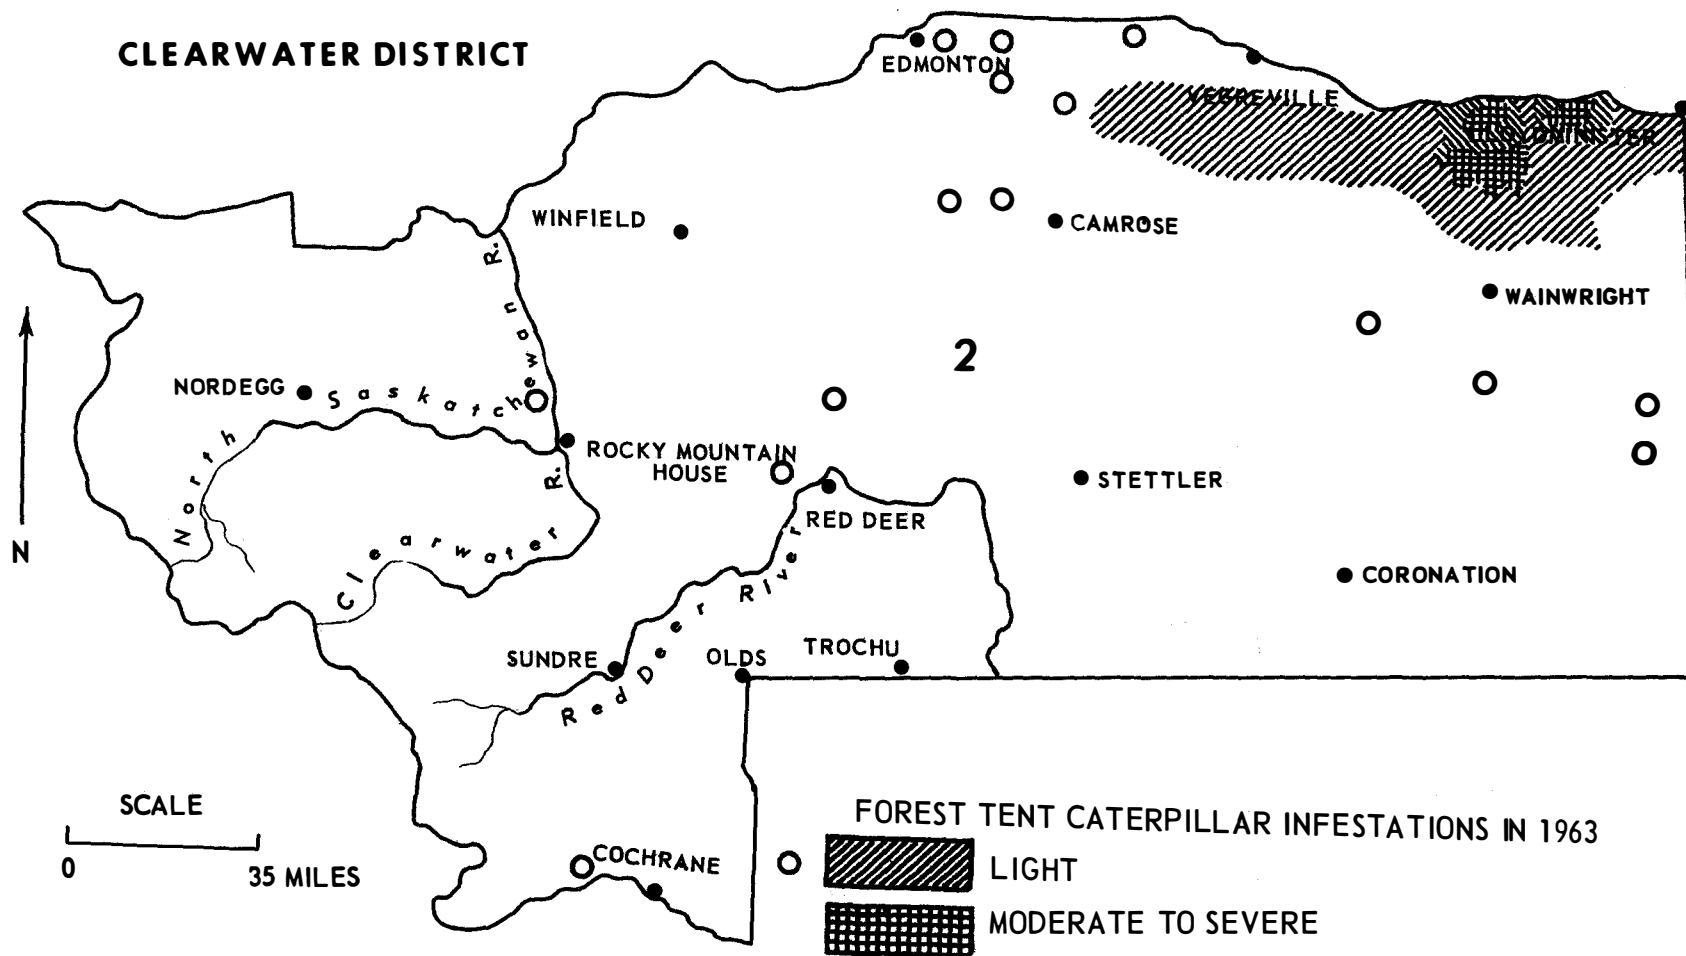 CLEARWATER DISTRICT
EDMONTON
VEGREVILLE
LLOYDMINISTER
WINFIELD
CAMROSE
WAINWRIGHT
2
NORDEGG
North Saskatchewan R.
ROCKY MOUNTAIN
HOUSE
STETTLER
RED DEER
N
Clearwater R.
CORONATION
Red Deer River
SUNDRE
OLDS
TROCHU
SCALE
0 35 MILES
COCHRANE
FOREST TENT CATERPILLAR INFESTATIONS IN 1963
LIGHT
MODERATE TO SEVERE